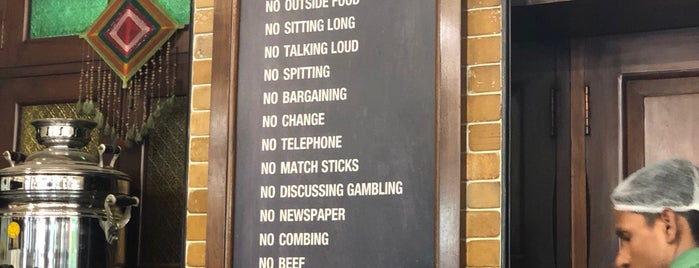 NO OUTSIDE FOOD
NO SITTING LONG
NO TALKING LOUD
NO SPITTING
NO BARGAINING
NO CHANGE
NO TELEPHONE
NO MATCH STICKS
NO DISCUSSING GAMBLING
NO NEWSPAPER
NO COMBING
NO BEEF